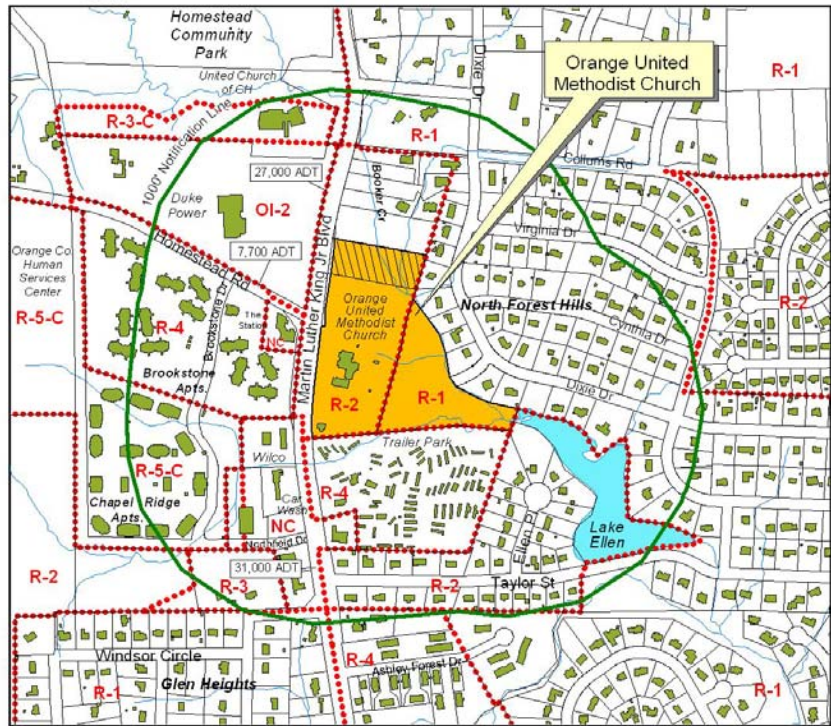 Homestead
Community
Park
United Church
of CH
R-3-C
1000' Notification Line
27,000 ADT
R-1
Dixie Dr
Orange United
Methodist Church
R-1
Collums Rd
Booker Cr
Duke
Power
OI-2
Virginia Dr
Homestead Rd
7,700 ADT
Martin Luther King Jr Blvd
Orange Co
Human
Services
Center
R-5-C
R-4
Brookstone Dr
The
Station
NC
Brookstone
Apts.
Orange
United
Methodist
Church
R-2
R-1
North Forest Hills
Cynthia Dr
Dixie Dr
R-2
Trailer Park
R-4
Wilco
Car
Wash
NC
Northfield Dr
R-5-C
Chapel Ridge
Apts.
Ellen Pl
Lake
Ellen
31,000 ADT
R-2
R-3
R-2
Taylor St
Windsor Circle
R-1
Glen Heights
R-4
Ashley Forest Dr
R-1